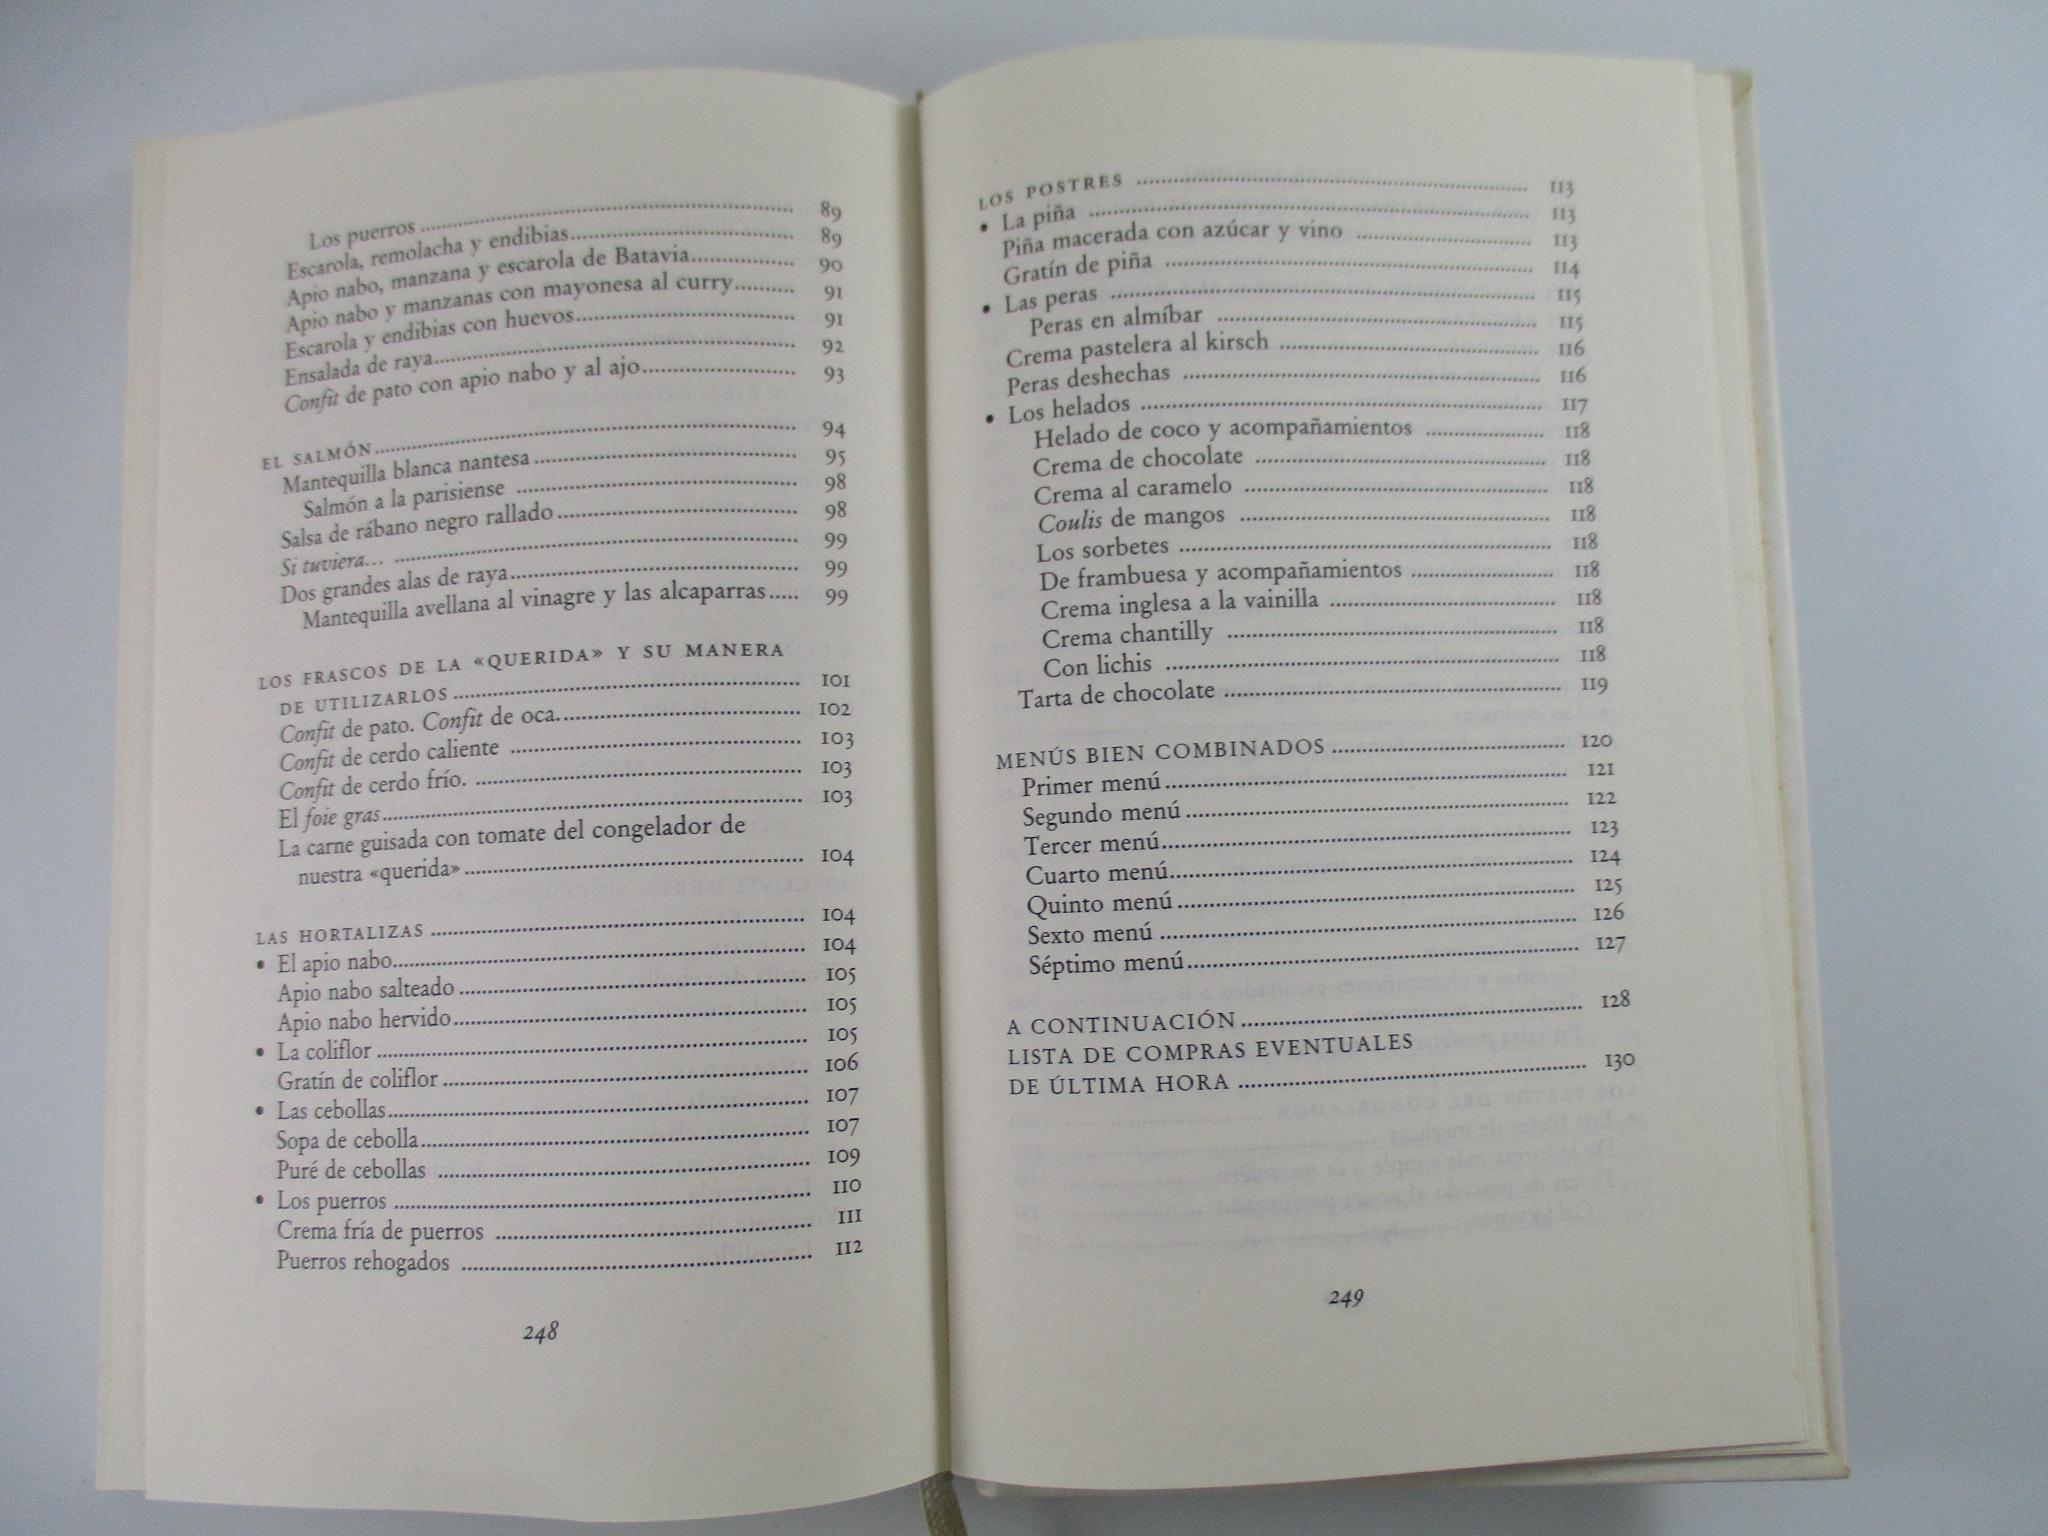 Los puerros ........ 89
Escarola, remolacha y endibias ........ 89
Apio nabo, manzana y escarola de Batavia ........ 90
Apio nabo y manzanas con mayonesa al curry ........ 91
Escarola y endibias con huevos ........ 91
Ensalada de raya ........ 92
Confit de pato con apio nabo y al ajo ........ 93
EL SALMÓN ........ 94
Mantequilla blanca nantesa ........ 95
Salmón a la parisiense ........ 98
Salsa de rábano negro rallado ........ 98
Si tuviera... ........ 99
Dos grandes alas de raya ........ 99
Mantequilla avellana al vinagre y las alcaparras ..... 99
LOS FRASCOS DE LA «QUERIDA» Y SU MANERA
DE UTILIZARLOS ........ 101
Confit de pato. Confit de oca. ........ 102
Confit de cerdo caliente ........ 103
Confit de cerdo frío. ........ 103
El foie gras ........ 103
La carne guisada con tomate del congelador de
nuestra «querida» ........ 104
LAS HORTALIZAS ........ 104
• El apio nabo ........ 104
Apio nabo salteado ........ 105
Apio nabo hervido ........ 105
• La coliflor ........ 105
Gratín de coliflor ........ 106
• Las cebollas ........ 107
Sopa de cebolla ........ 107
Puré de cebollas ........ 109
• Los puerros ........ 110
Crema fría de puerros ........ 111
Puerros rehogados ........ 112
248
LOS POSTRES ........ 113
• La piña ........ 113
Piña macerada con azúcar y vino ........ 113
Gratín de piña ........ 114
• Las peras ........ 115
Peras en almíbar ........ 115
Crema pastelera al kirsch ........ 116
Peras deshechas ........ 116
• Los helados ........ 117
Helado de coco y acompañamientos ........ 118
Crema de chocolate ........ 118
Crema al caramelo ........ 118
Coulis de mangos ........ 118
Los sorbetes ........ 118
De frambuesa y acompañamientos ........ 118
Crema inglesa a la vainilla ........ 118
Crema chantilly ........ 118
Con lichis ........ 118
Tarta de chocolate ........ 119
MENÚS BIEN COMBINADOS ........ 120
Primer menú ........ 121
Segundo menú ........ 122
Tercer menú ........ 123
Cuarto menú ........ 124
Quinto menú ........ 125
Sexto menú ........ 126
Séptimo menú ........ 127
A CONTINUACIÓN ........ 128
LISTA DE COMPRAS EVENTUALES
DE ÚLTIMA HORA ........ 130
249